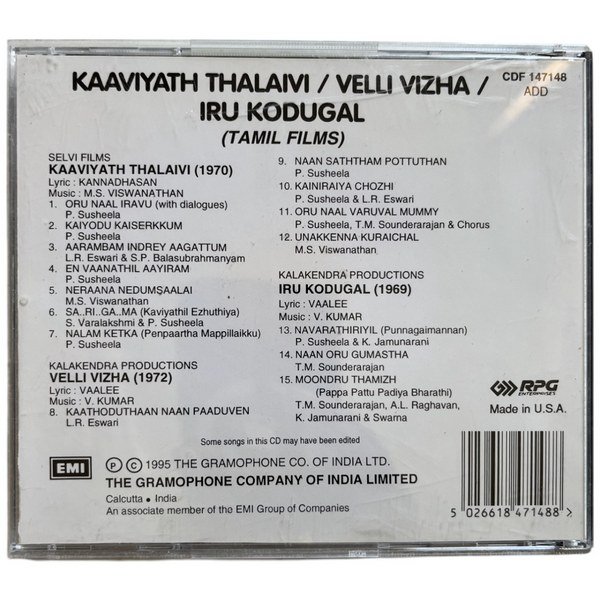 KAAVIYATH THALAIVI / VELLI VIZHA /
IRU KODUGAL
(TAMIL FILMS)
CDF 147148
ADD
SELVI FILMS
KAAVIYATH THALAIVI (1970)
Lyric : KANNADHASAN
Music : M.S. VISWANATHAN
1. ORU NAAL IRAVU (with dialogues)
P. Susheela
2. KAIYODU KAISERKKUM
P. Susheela
3. AARAMBAM INDREY AAGATTUM
L.R. Eswari & S.P. Balasubrahmanyam
4. EN VAANATHIL AAYIRAM
P. Susheela
5. NERAANA NEDUMSAALAI
M.S. Viswanathan
6. SA..RI..GA..MA (Kaviyathil Ezhuthiya)
S. Varalakshmi & P. Susheela
7. NALAM KETKA (Penpaartha Mappillaikku)
P. Susheela
KALAKENDRA PRODUCTIONS
VELLI VIZHA (1972)
Lyric : VAALEE
Music : V. KUMAR
8. KAATHODUTHAAN NAAN PAADUVEN
L.R. Eswari
9. NAAN SATHTHAM POTTUTHAN
P. Susheela
10. KAINIRAIYA CHOZHI
P. Susheela & L.R. Eswari
11. ORU NAAL VARUVAL MUMMY
P. Susheela, T.M. Sounderarajan & Chorus
12. UNAKKENNA KURAICHAL
M.S. Viswanathan
KALAKENDRA PRODUCTIONS
IRU KODUGAL (1969)
Lyric : VAALEE
Music : V. KUMAR
13. NAVARATHIRIYIL (Punnagaimannan)
P. Susheela & K. Jamunarani
14. NAAN ORU GUMASTHA
T.M. Sounderarajan
15. MOONDRU THAMIZH
(Pappa Pattu Padiya Bharathi)
T.M. Sounderarajan, A.L. Raghavan,
K. Jamunarani & Swarna
RPG
ENTERPRISES
Made in U.S.A.
Some songs in this CD may have been edited
EMI
Ⓟ Ⓒ 1995 THE GRAMOPHONE CO. OF INDIA LTD.
THE GRAMOPHONE COMPANY OF INDIA LIMITED
Calcutta • India
An associate member of the EMI Group of Companies
5 026618 471488 >